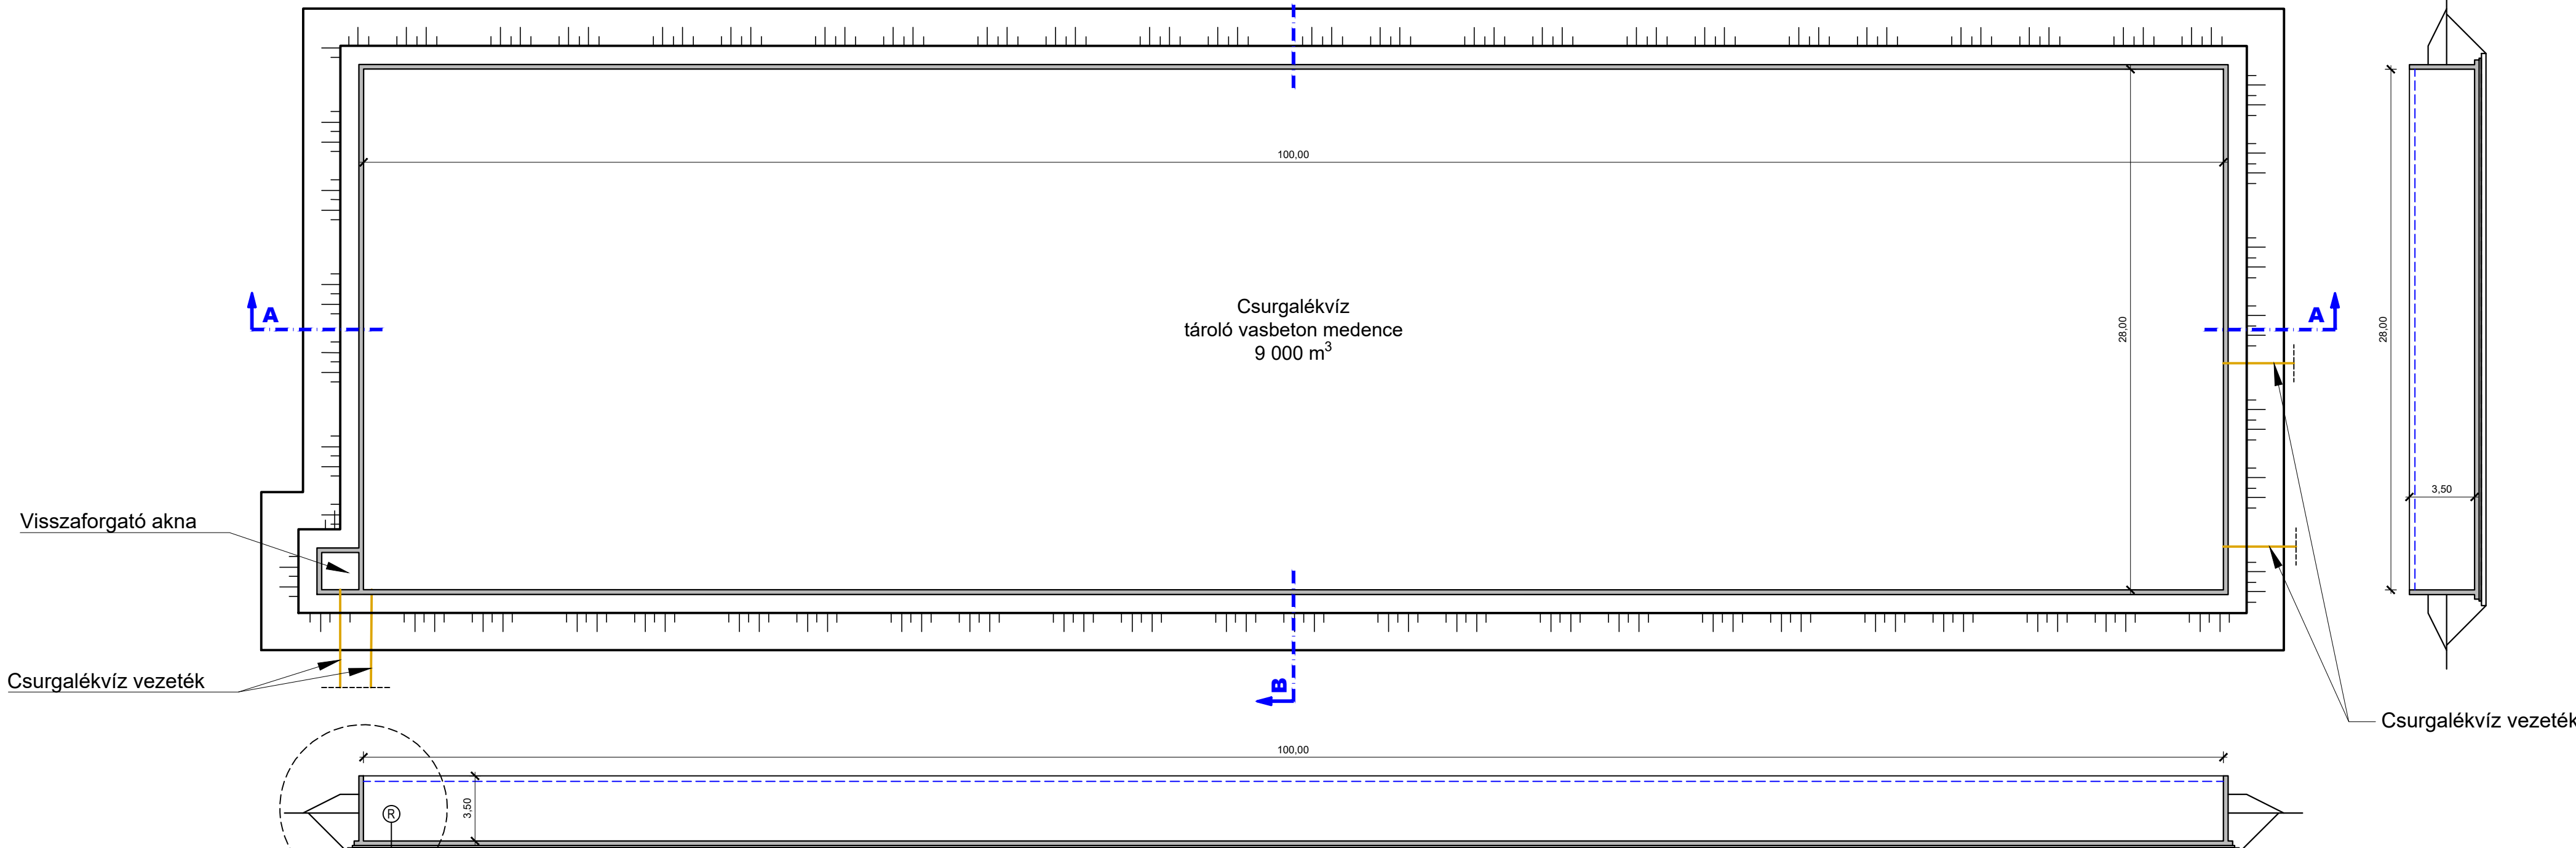 100,00
A
A
Csurgalékvíz
tároló vasbeton medence
9 000 m³
28,00
28,00
3,50
Visszaforgató akna
Csurgalékvíz vezeték
B
Csurgalékvíz vezeték
100,00
3,50
R